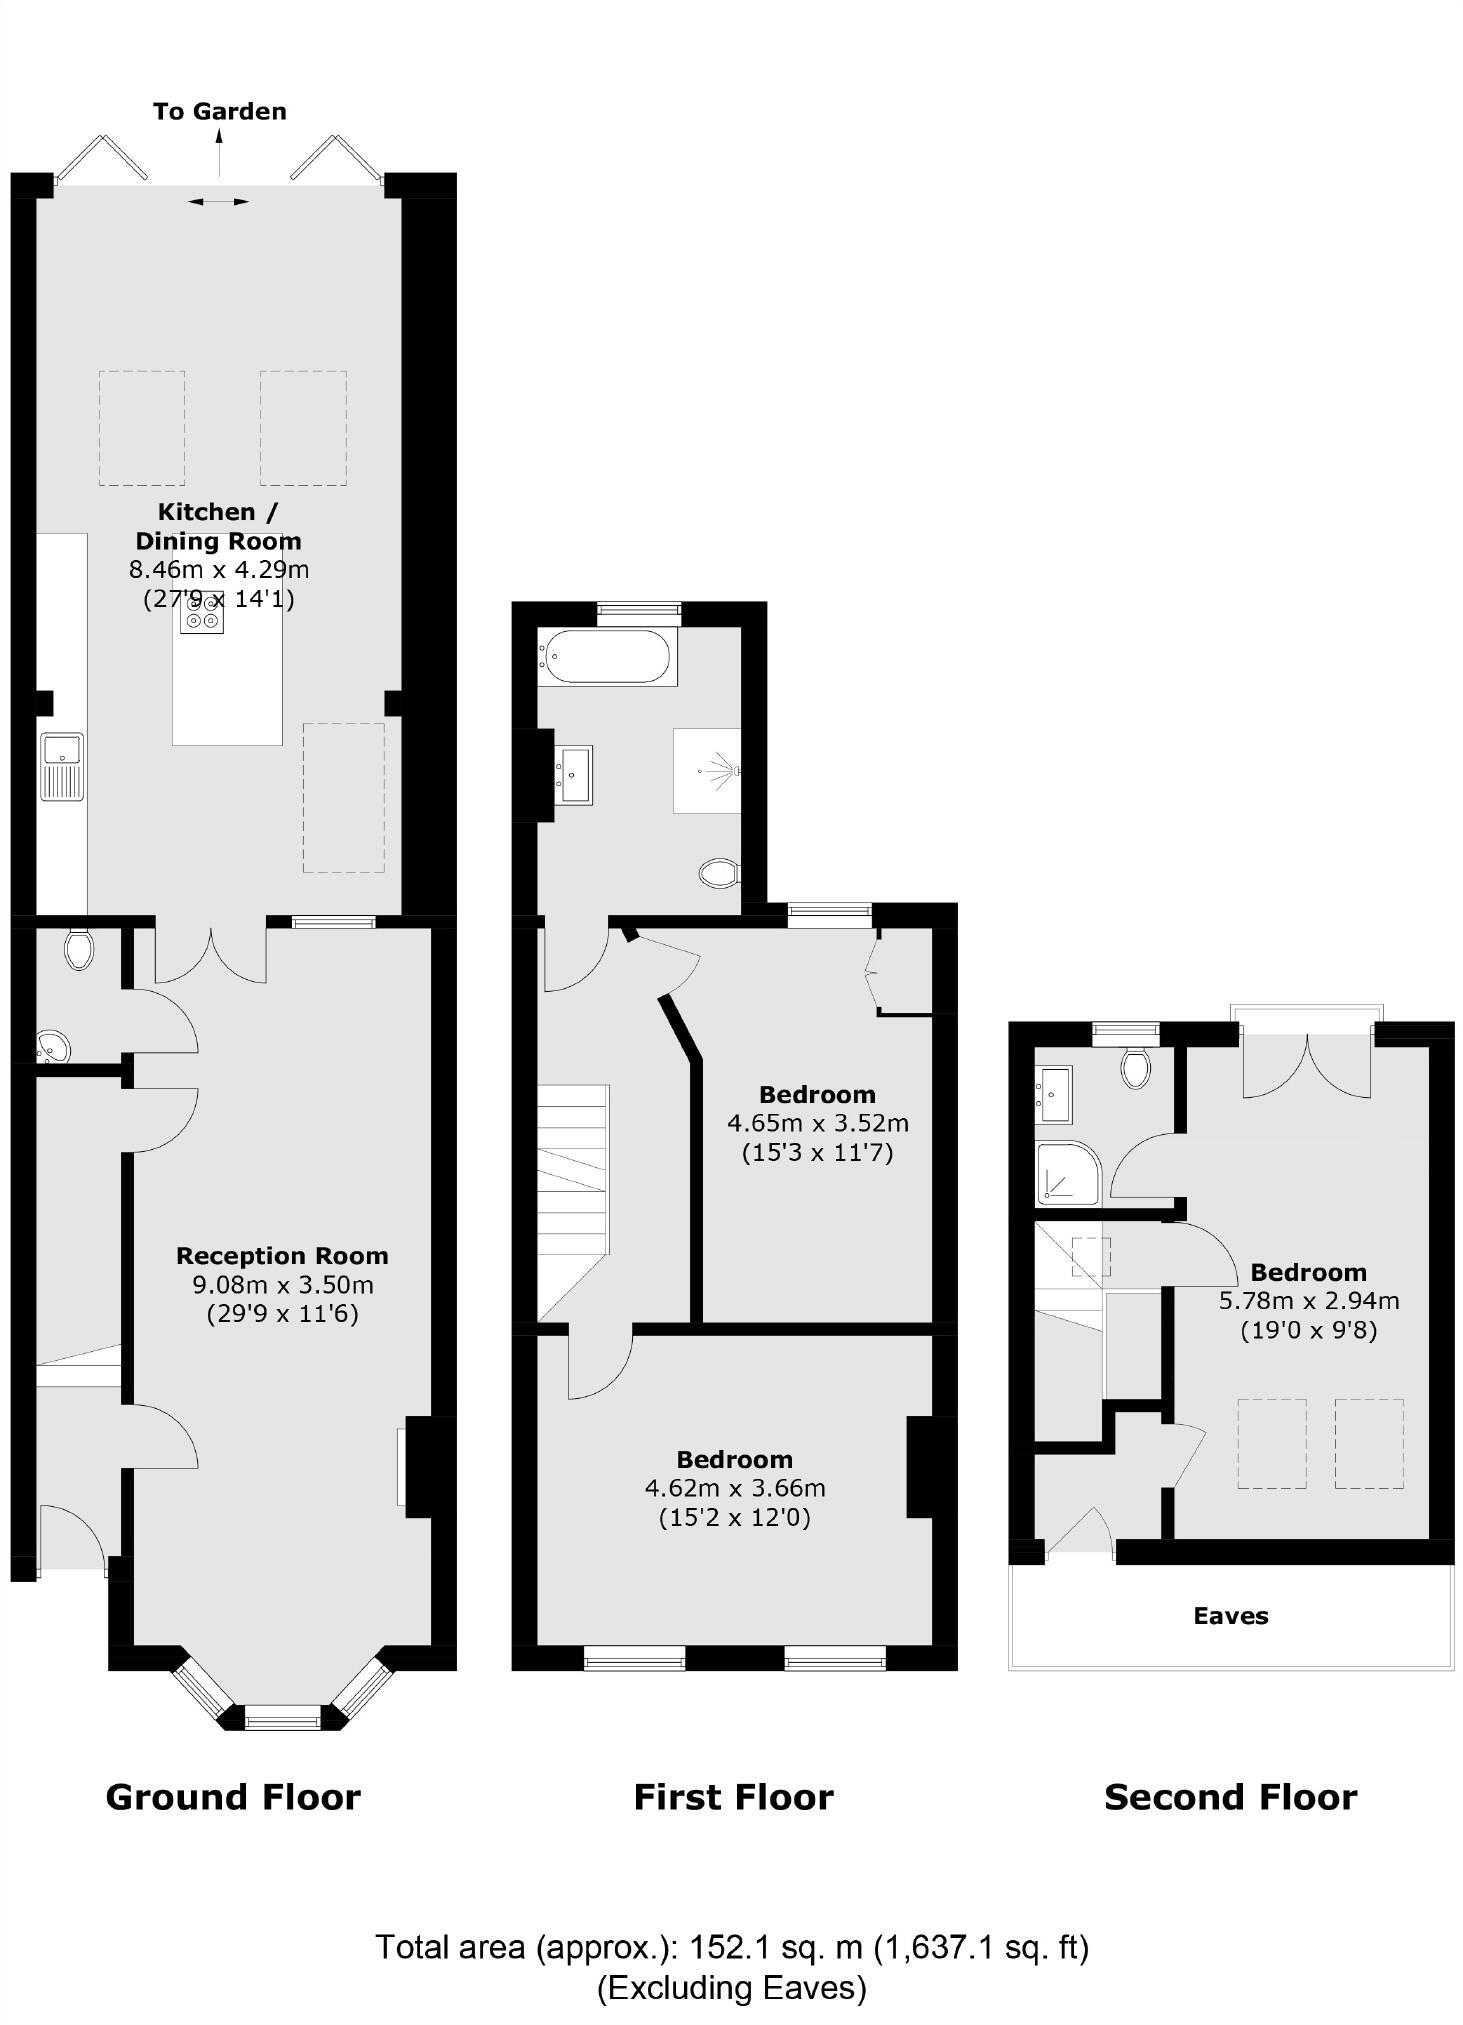 To Garden
Kitchen /
Dining Room
8.46m x 4.29m
(27'9 x 14'1)
Reception Room
9.08m x 3.50m
(29'9 x 11'6)
Bedroom
4.65m x 3.52m
(15'3 x 11'7)
Bedroom
4.62m x 3.66m
(15'2 x 12'0)
Bedroom
5.78m x 2.94m
(19'0 x 9'8)
Eaves
Ground Floor
First Floor
Second Floor
Total area (approx.): 152.1 sq. m (1,637.1 sq. ft)
(Excluding Eaves)